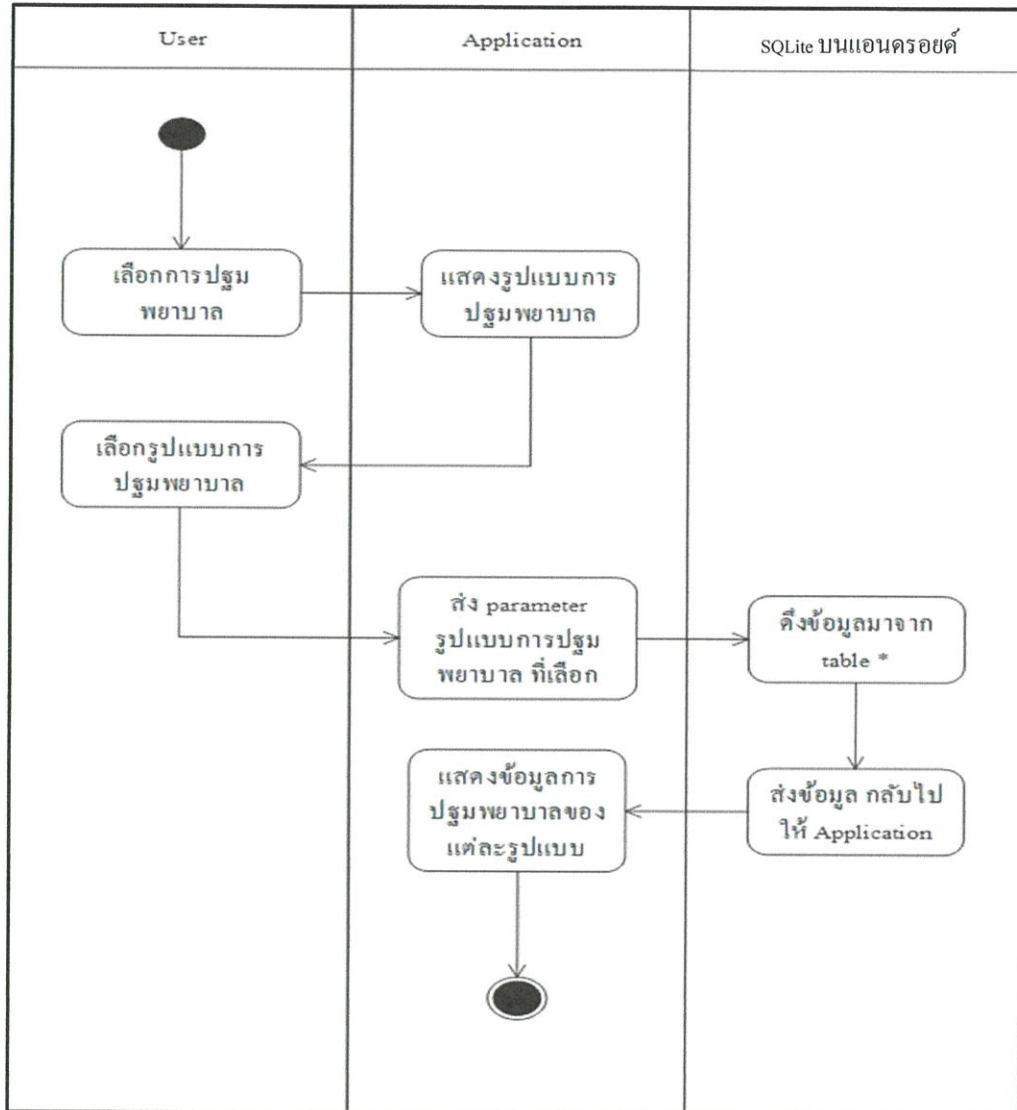 User
Application
SQLite บนแอนดรอยด์
เลือกการปฐม
พยาบาล
แสดงรูปแบบการ
ปฐมพยาบาล
เลือกรูปแบบการ
ปฐมพยาบาล
ส่ง parameter
รูปแบบการปฐม
พยาบาล ที่เลือก
ดึงข้อมูลมาจาก
table *
แสดงข้อมูลการ
ปฐมพยาบาลของ
แต่ละรูปแบบ
ส่งข้อมูล กลับไป
ให้ Application